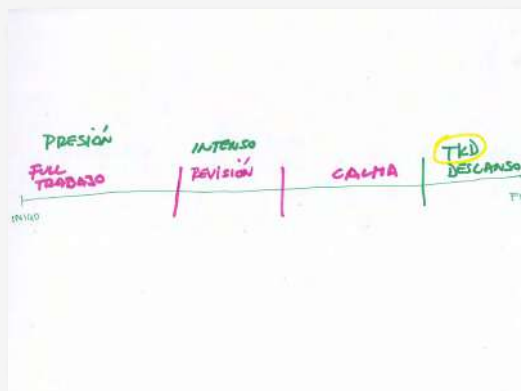 PRESIÓN
FULL
TRABAJO
INTENSO
REVISIÓN
CALMA
TKD
DESCANSO
INICIO